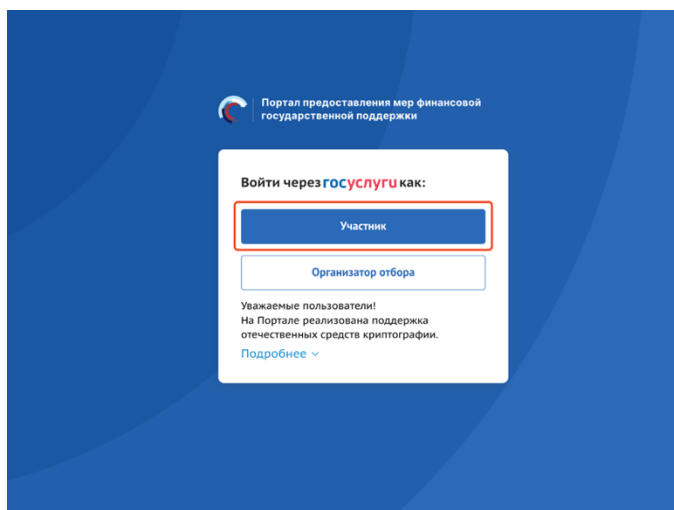 Портал предоставления мер финансовой
государственной поддержки
Войти через госуслуги как:
Участник
Организатор отбора
Уважаемые пользователи!
На Портале реализована поддержка
отечественных средств криптографии.
Подробнее